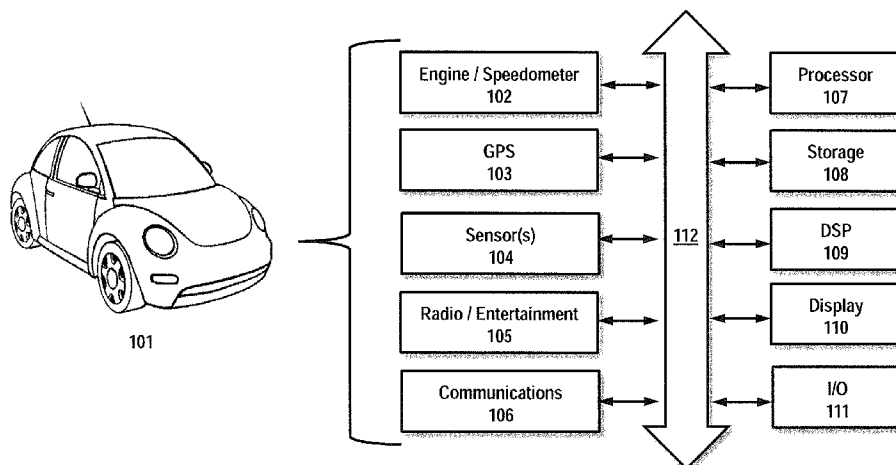 101
Engine / Speedometer
102
GPS
103
Sensor(s)
104
Radio / Entertainment
105
Communications
106
112
Processor
107
Storage
108
DSP
109
Display
110
I/O
111